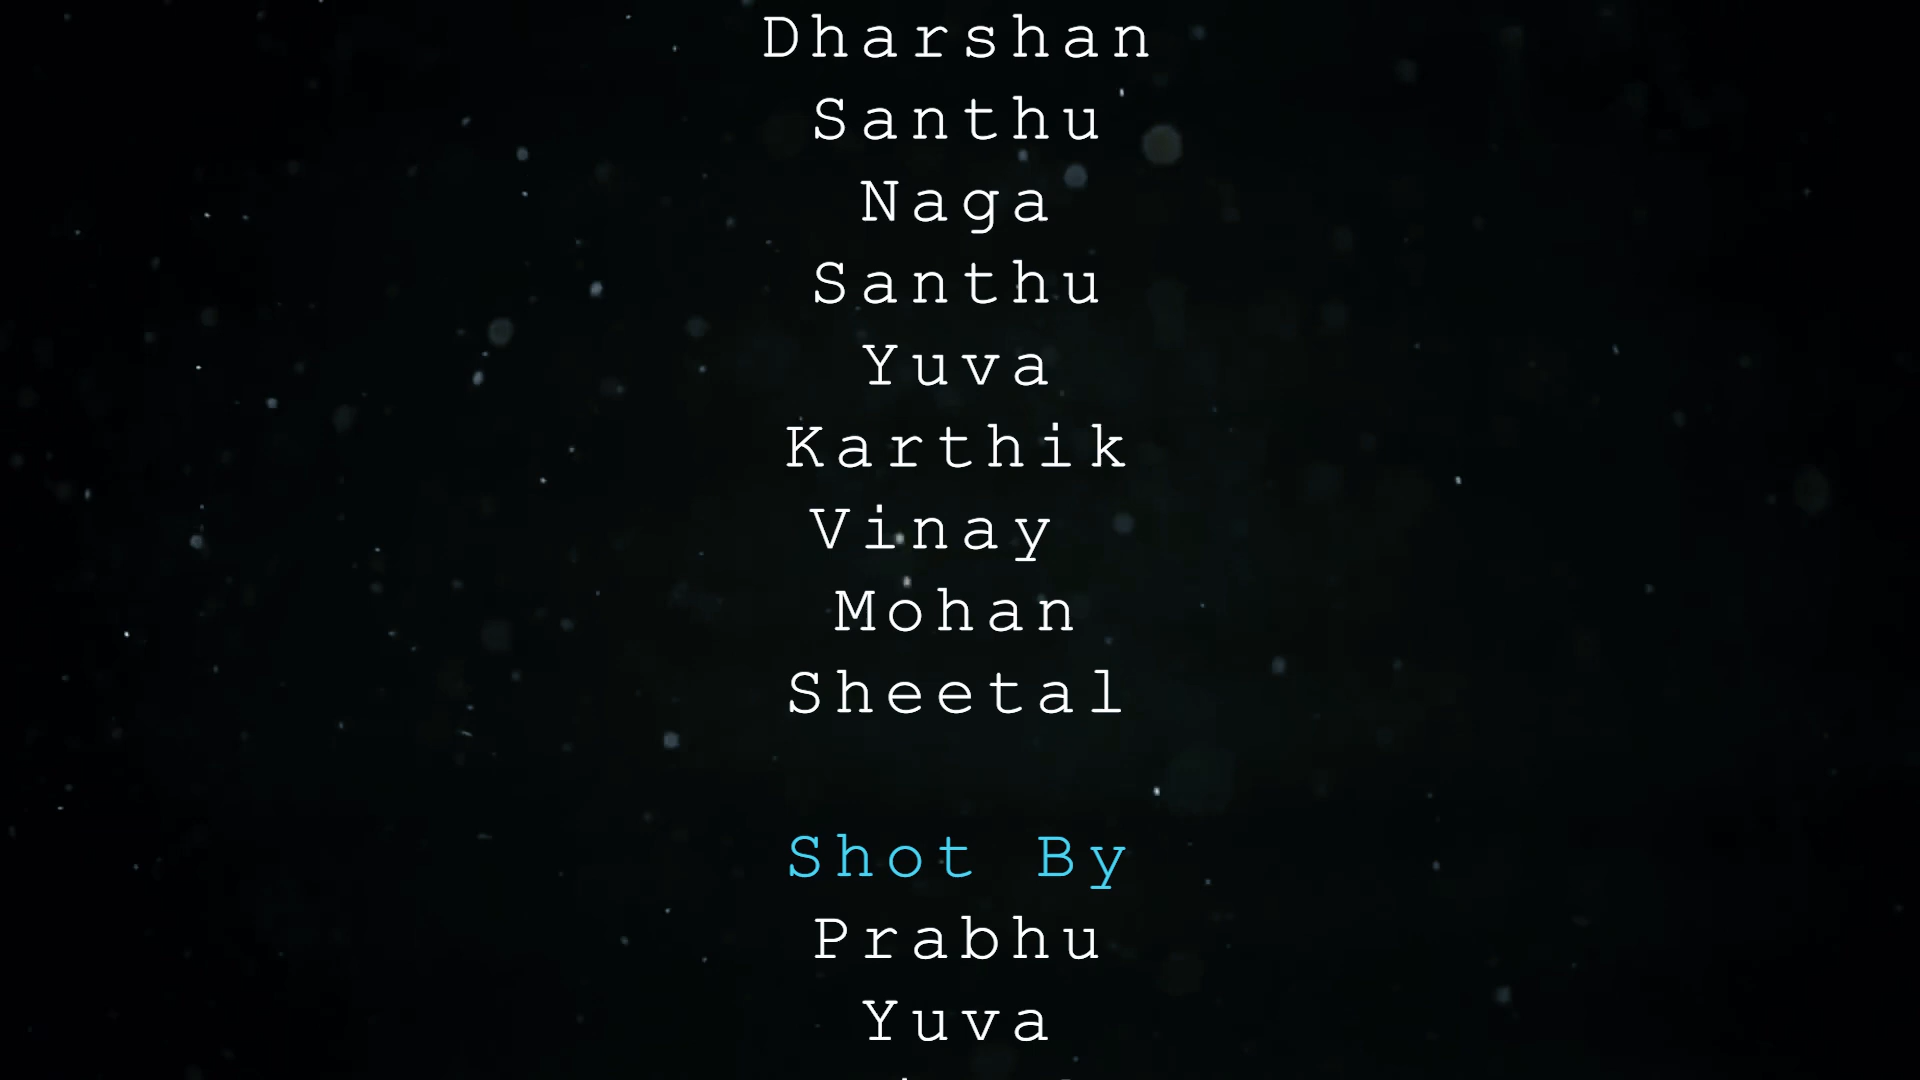 Dharshan
Santhu
Naga
Santhu
Yuva
Karthik
Vinay
Mohan
Sheetal
Shot By
Prabhu
Yuva